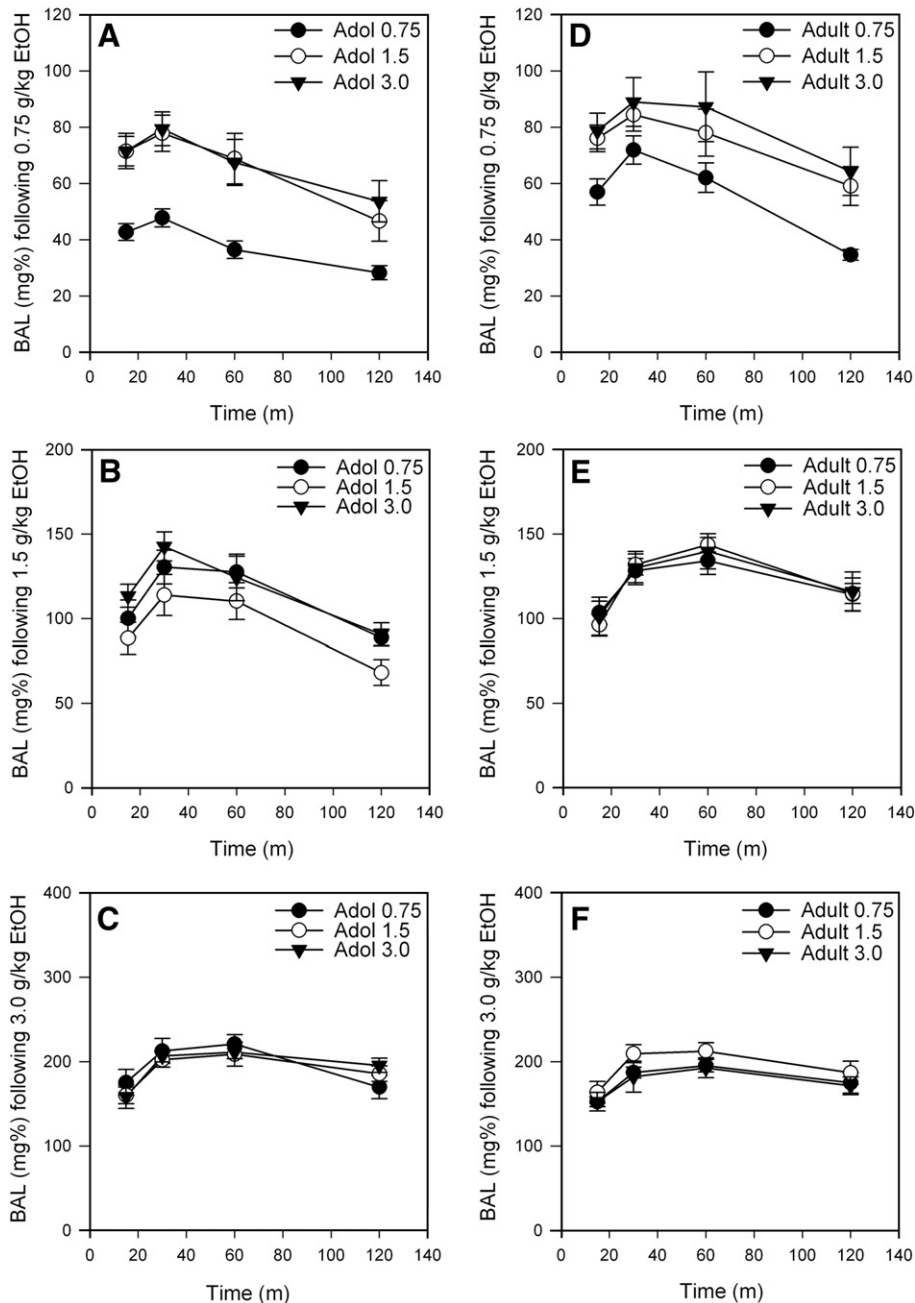 A
Adol 0.75
Adol 1.5
Adol 3.0
BAL (mg%) following 0.75 g/kg EtOH
120
100
80
60
40
20
0
0 20 40 60 80 100 120 140
Time (m)
D
Adult 0.75
Adult 1.5
Adult 3.0
BAL (mg%) following 0.75 g/kg EtOH
120
100
80
60
40
20
0
0 20 40 60 80 100 120 140
Time (m)
B
Adol 0.75
Adol 1.5
Adol 3.0
BAL (mg%) following 1.5 g/kg EtOH
200
150
100
50
0
0 20 40 60 80 100 120 140
Time (m)
E
Adult 0.75
Adult 1.5
Adult 3.0
BAL (mg%) following 1.5 g/kg EtOH
200
150
100
50
0
0 20 40 60 80 100 120 140
Time (m)
C
Adol 0.75
Adol 1.5
Adol 3.0
BAL (mg%) following 3.0 g/kg EtOH
400
300
200
100
0
0 20 40 60 80 100 120 140
Time (m)
F
Adult 0.75
Adult 1.5
Adult 3.0
BAL (mg%) following 3.0 g/kg EtOH
400
300
200
100
0
0 20 40 60 80 100 120 140
Time (m)